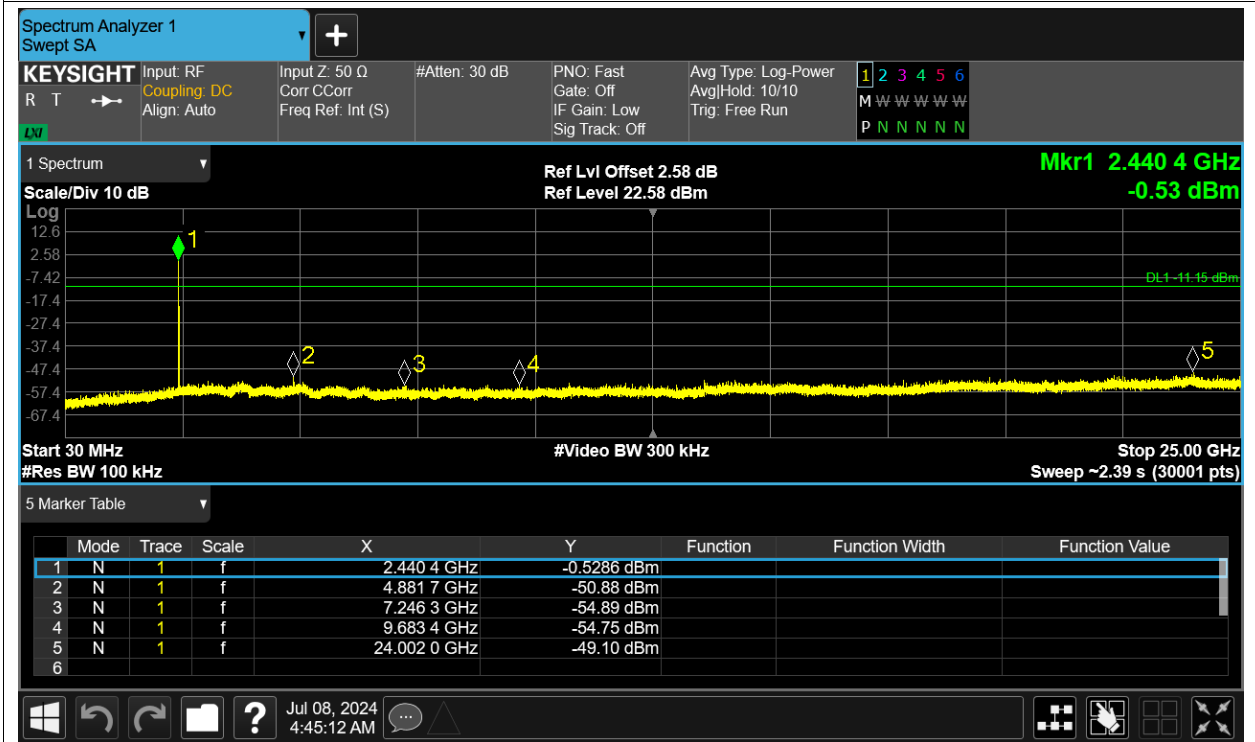 Spectrum Analyzer 1
Swept SA
KEYSIGHT
R T
LXI
Input: RF
Coupling: DC
Align: Auto
Input Z: 50 Ω
Corr CCorr
Freq Ref: Int (S)
#Atten: 30 dB
PNO: Fast
Gate: Off
IF Gain: Low
Sig Track: Off
Avg Type: Log-Power
Avg|Hold: 10/10
Trig: Free Run
1 2 3 4 5 6
M W W W W W
P N N N N N
1 Spectrum
Scale/Div 10 dB
Ref Lvl Offset 2.58 dB
Ref Level 22.58 dBm
Mkr1 2.440 4 GHz
-0.53 dBm
Log
12.6
2.58
-7.42
-17.4
-27.4
-37.4
-47.4
-57.4
-67.4
1
2
3
4
5
DL1 -11.15 dBm
Start 30 MHz
#Res BW 100 kHz
#Video BW 300 kHz
Stop 25.00 GHz
Sweep ~2.39 s (30001 pts)
5 Marker Table
Mode Trace Scale X Y Function Function Width Function Value
1 N 1 f 2.440 4 GHz -0.5286 dBm
2 N 1 f 4.881 7 GHz -50.88 dBm
3 N 1 f 7.246 3 GHz -54.89 dBm
4 N 1 f 9.683 4 GHz -54.75 dBm
5 N 1 f 24.002 0 GHz -49.10 dBm
6
?
Jul 08, 2024
4:45:12 AM